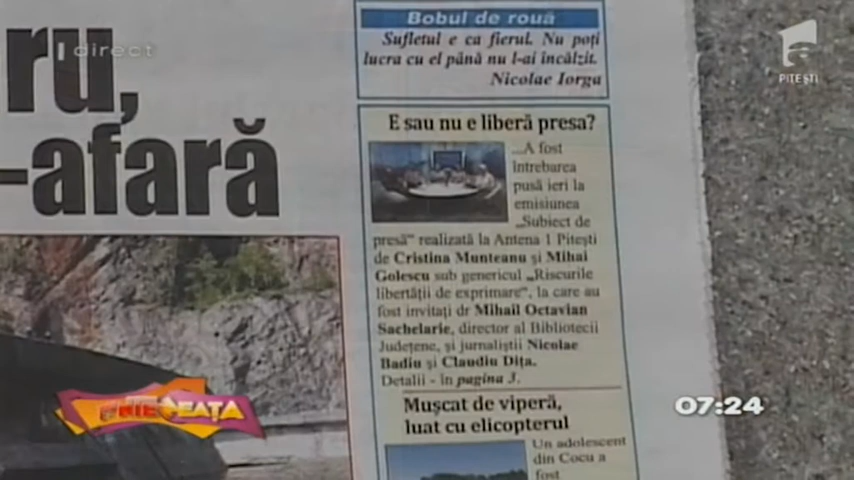 direct
PITEȘTI
ru,
-afară
Bobul de rouă
Sufletul e ca fierul. Nu poți
lucra cu el până nu l-ai încălzit.
Nicolae Iorga
E sau nu e liberă presa?
...A fost
întrebarea
pusă ieri la
emisiunea
„Subiect de
presă" realizată la Antena 1 Pitești
de Cristina Munteanu și Mihai
Golescu sub genericul „Riscurile
libertății de exprimare", la care au
fost invitați dr Mihail Octavian
Sachelarie, director al Bibliotecii
Județene, și jurnaliștii Nicolae
Badiu și Claudiu Dița.
Detalii - în pagina 3.
Mușcat de viperă,
luat cu elicopterul
Un adolescent
din Cocu a
fost
07:24